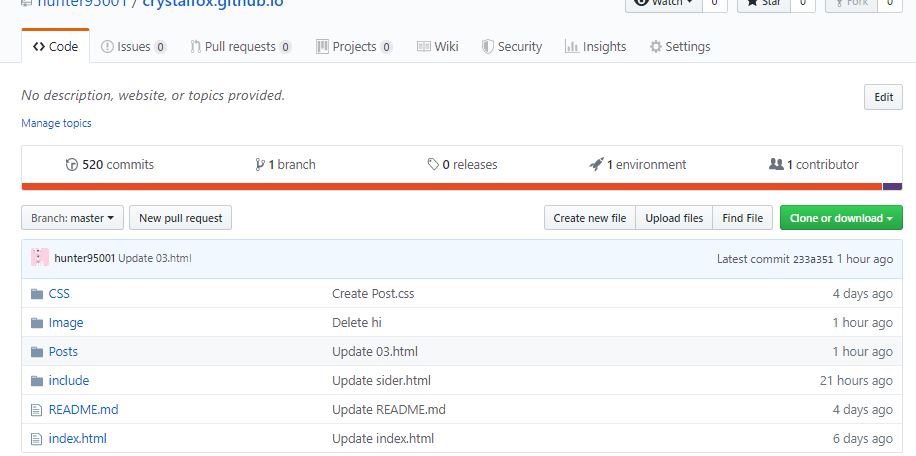 hunter95001 / crystalfox.github.io
Watch 0 Star 0 Fork 0
Code Issues 0 Pull requests 0 Projects 0 Wiki Security Insights Settings
No description, website, or topics provided.
Edit
Manage topics
520 commits 1 branch 0 releases 1 environment 1 contributor
Branch: master New pull request Create new file Upload files Find File Clone or download
hunter95001 Update 03.html Latest commit 233a351 1 hour ago
CSS Create Post.css 4 days ago
Image Delete hi 1 hour ago
Posts Update 03.html 1 hour ago
include Update sider.html 21 hours ago
README.md Update README.md 4 days ago
index.html Update index.html 6 days ago